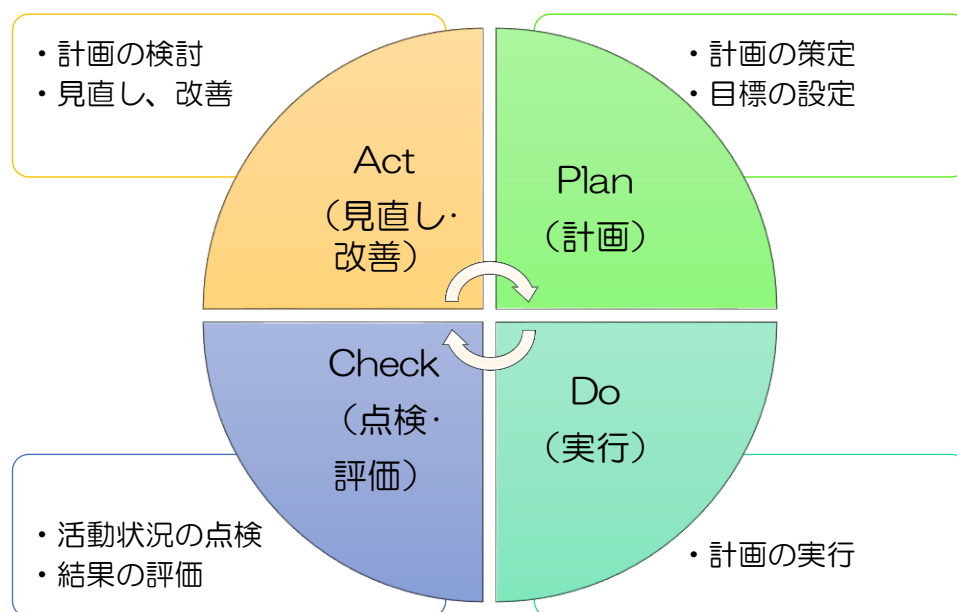 ・計画の検討
・見直し、改善
・計画の策定
・目標の設定
Act
（見直し・
改善）
Plan
（計画）
Check
（点検・
評価）
Do
（実行）
・活動状況の点検
・結果の評価
・計画の実行